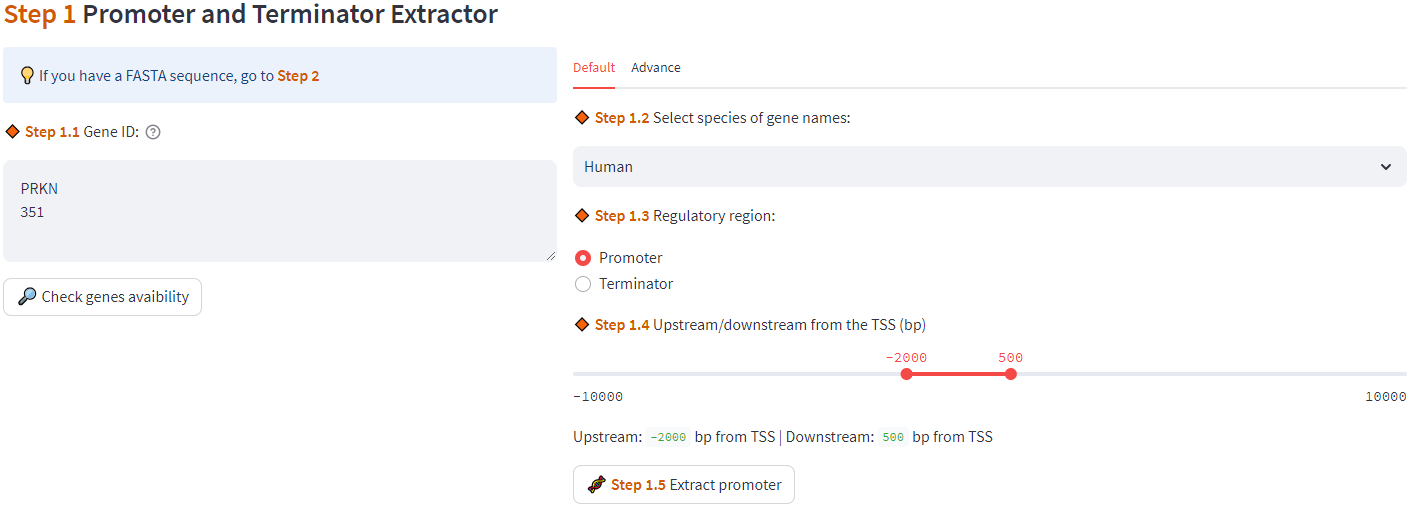 Step 1 Promoter and Terminator Extractor
If you have a FASTA sequence, go to Step 2
Step 1.1 Gene ID:
PRKN
351
Check genes avaibility
Default Advance
Step 1.2 Select species of gene names:
Human
Step 1.3 Regulatory region:
Promoter
Terminator
Step 1.4 Upstream/downstream from the TSS (bp)
-2000 500
-10000 10000
Upstream: -2000 bp from TSS | Downstream: 500 bp from TSS
Step 1.5 Extract promoter